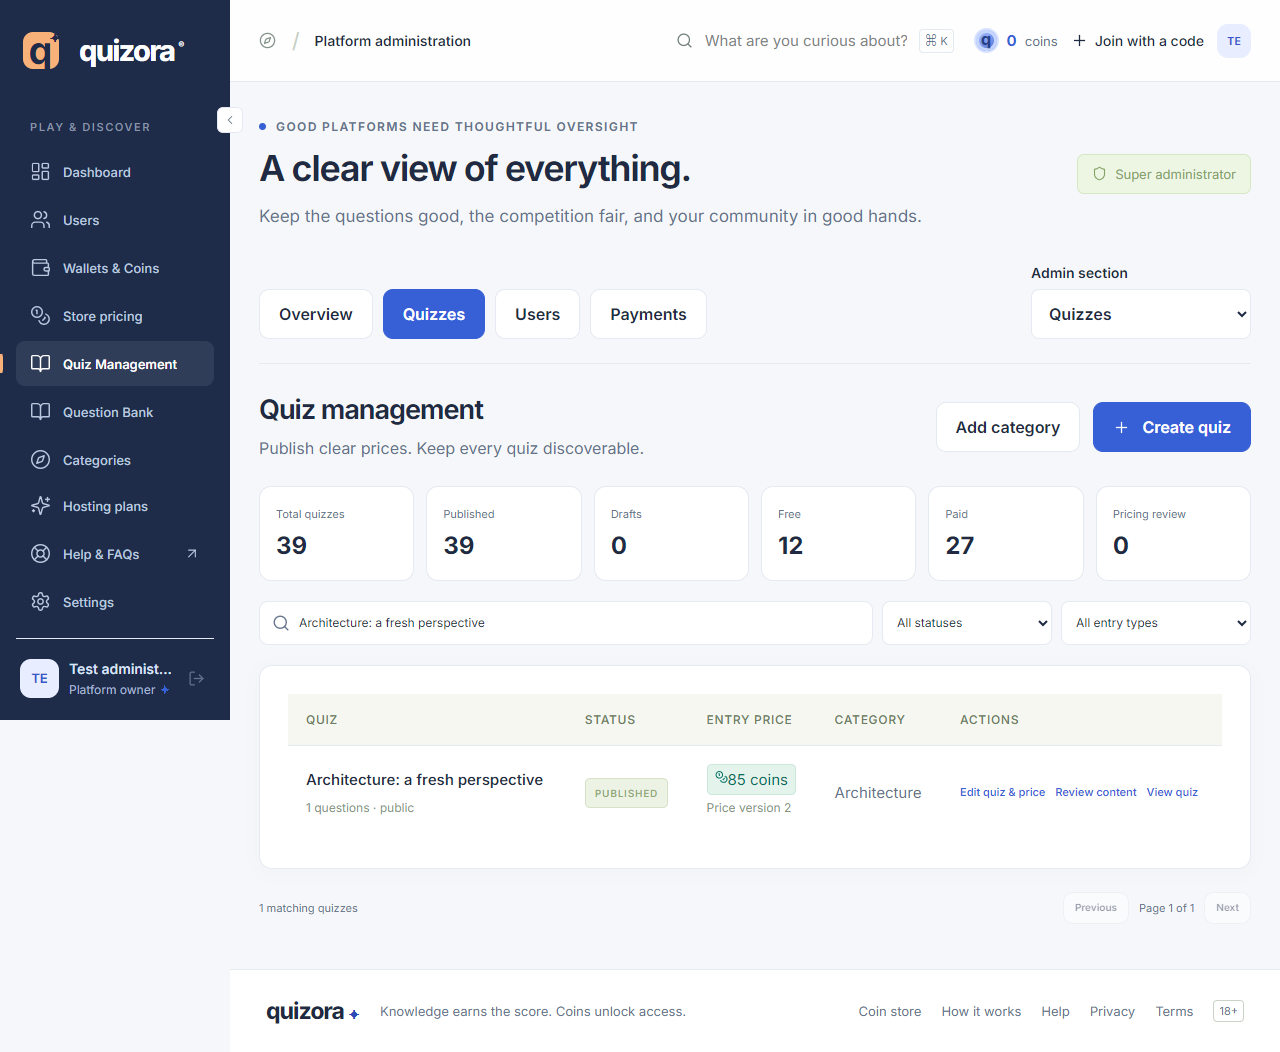 quizora®
PLAY & DISCOVER
Dashboard
Users
Wallets & Coins
Store pricing
Quiz Management
Question Bank
Categories
Hosting plans
Help & FAQs
Settings
TE
Test administ...
Platform owner
/ Platform administration
What are you curious about?
⌘ K
0 coins
Join with a code
TE
GOOD PLATFORMS NEED THOUGHTFUL OVERSIGHT
A clear view of everything.
Keep the questions good, the competition fair, and your community in good hands.
Super administrator
Overview
Quizzes
Users
Payments
Admin section
Quizzes
Quiz management
Publish clear prices. Keep every quiz discoverable.
Add category
Create quiz
Total quizzes
39
Published
39
Drafts
0
Free
12
Paid
27
Pricing review
0
Architecture: a fresh perspective
All statuses
All entry types
QUIZ STATUS ENTRY PRICE CATEGORY ACTIONS
Architecture: a fresh perspective
1 questions · public
PUBLISHED
85 coins
Price version 2
Architecture
Edit quiz & price Review content View quiz
1 matching quizzes
Previous Page 1 of 1 Next
quizora
Knowledge earns the score. Coins unlock access.
Coin store How it works Help Privacy Terms 18+